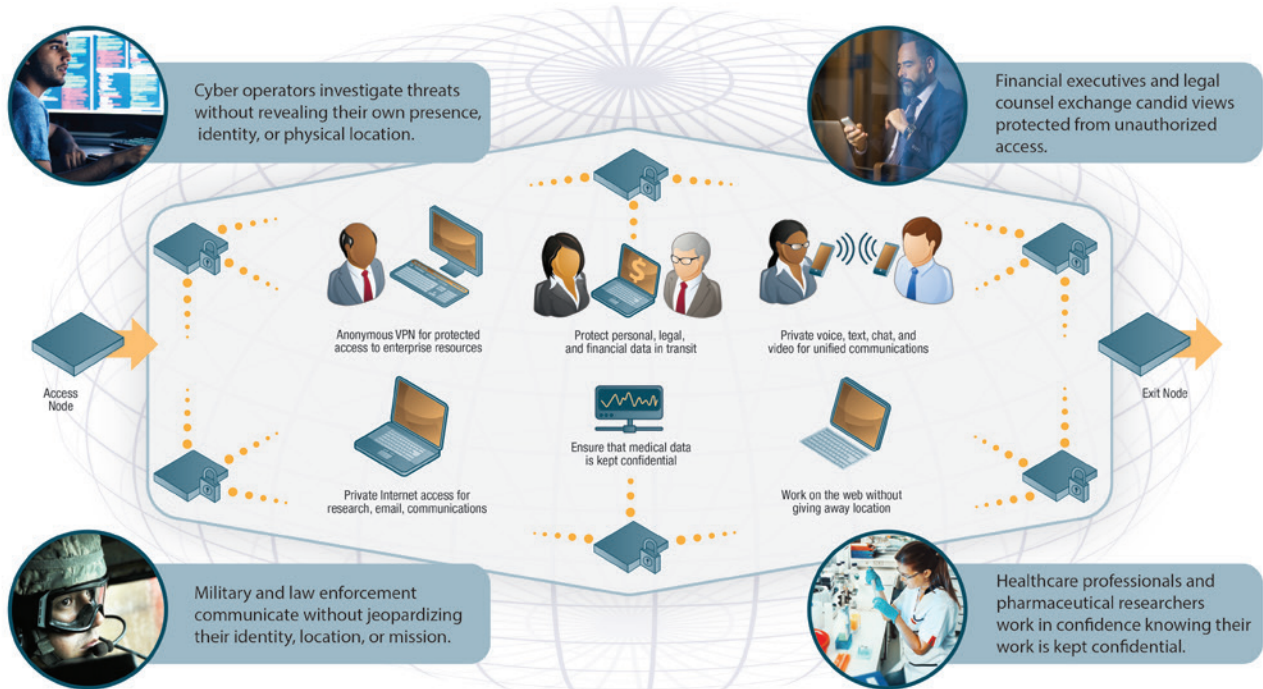 Cyber operators investigate threats
without revealing their own presence,
identity, or physical location.
Financial executives and legal
counsel exchange candid views
protected from unauthorized
access.
Anonymous VPN for protected
access to enterprise resources
$
Protect personal, legal,
and financial data in transit
Private voice, text, chat, and
video for unified communications
Access
Node
Exit Node
Private Internet access for
research, email, communications
Ensure that medical data
is kept confidential
Work on the web without
giving away location
Military and law enforcement
communicate without jeopardizing
their identity, location, or mission.
Healthcare professionals and
pharmaceutical researchers
work in confidence knowing their
work is kept confidential.